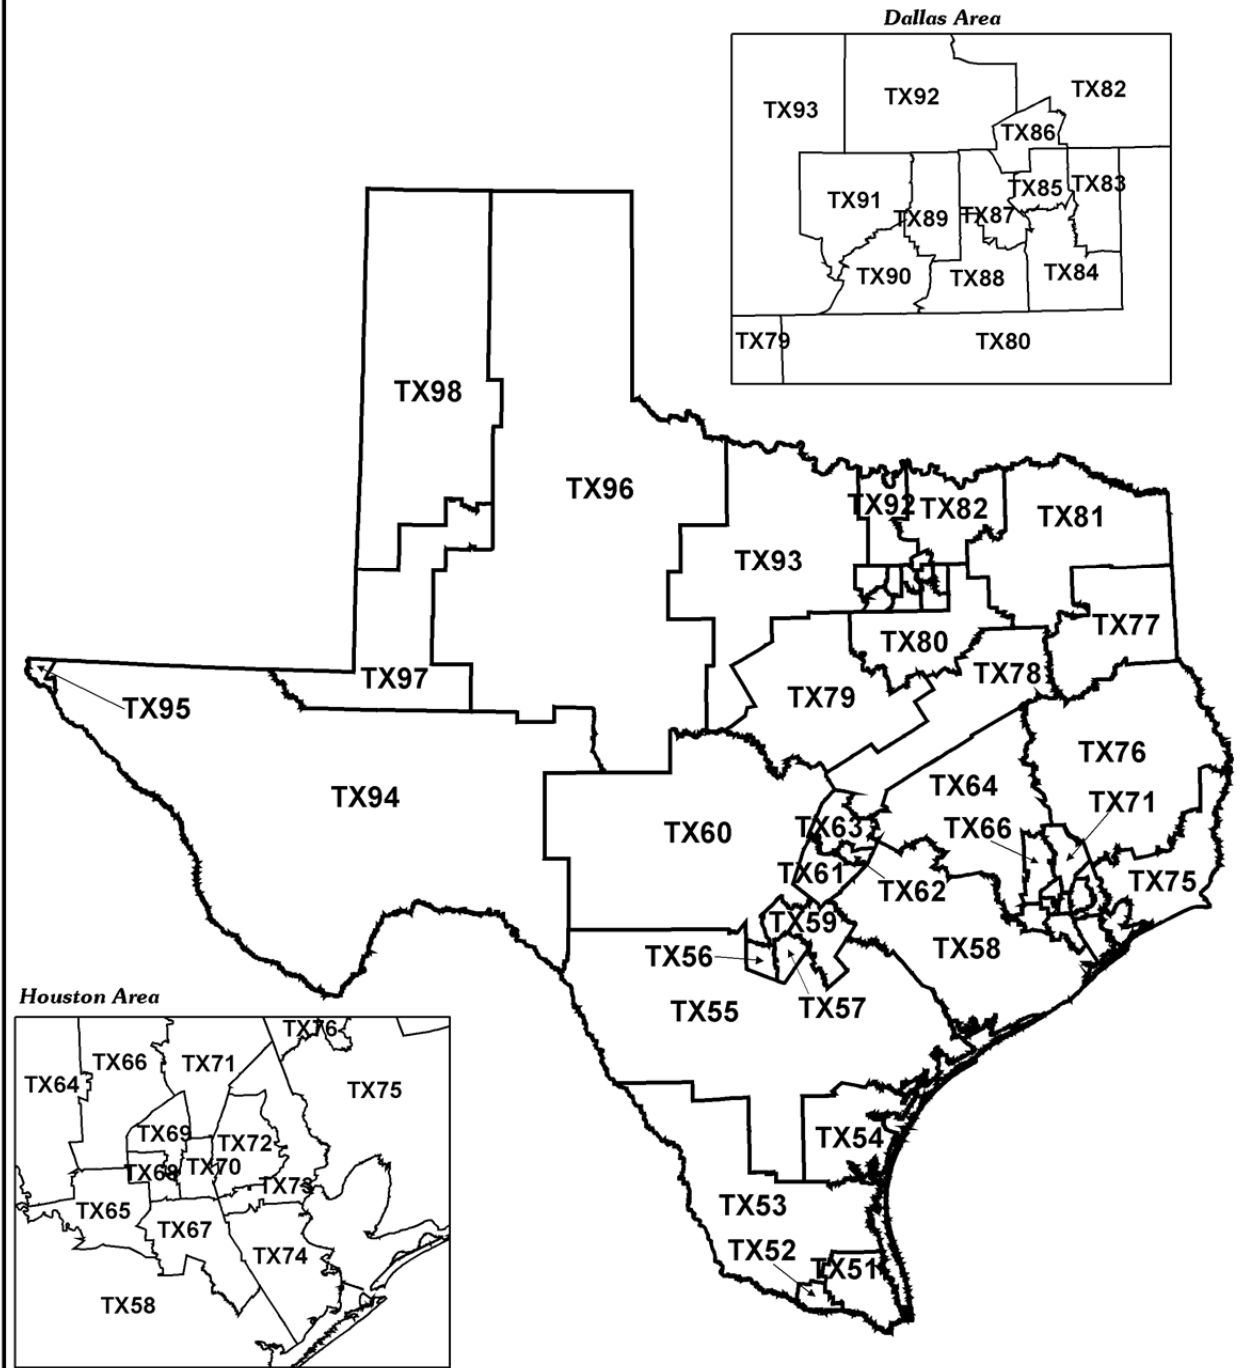 Dallas Area
TX93
TX92
TX82
TX86
TX91
TX89
TX87
TX85
TX83
TX90
TX88
TX84
TX79
TX80
TX98
TX96
TX92
TX82
TX81
TX93
TX77
TX80
TX97
TX78
TX95
TX79
TX76
TX94
TX64
TX71
TX60
TX63
TX66
TX61
TX62
TX75
TX59
TX58
TX56
TX57
TX55
TX54
TX53
TX52
TX51
Houston Area
TX76
TX64
TX66
TX71
TX75
TX69
TX72
TX68
TX70
TX73
TX65
TX67
TX74
TX58